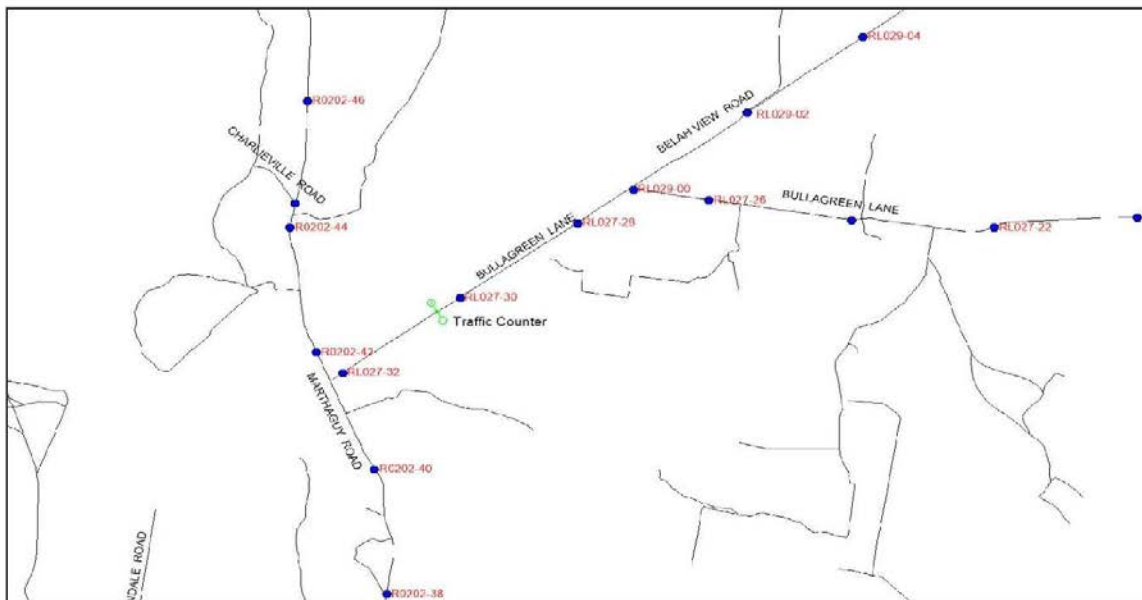 RL029-04
R0202-46
RL029-02
BELAH VIEW ROAD
CHARLIEVILLE ROAD
RL029-00
RL027-26
BULLAGREEN LANE
RL027-28
R0202-44
RL027-22
BULLAGREEN LANE
RL027-30
Traffic Counter
R0202-42
RL027-32
MARTHAGUY ROAD
RC202-40
NDALE ROAD
R0202-38